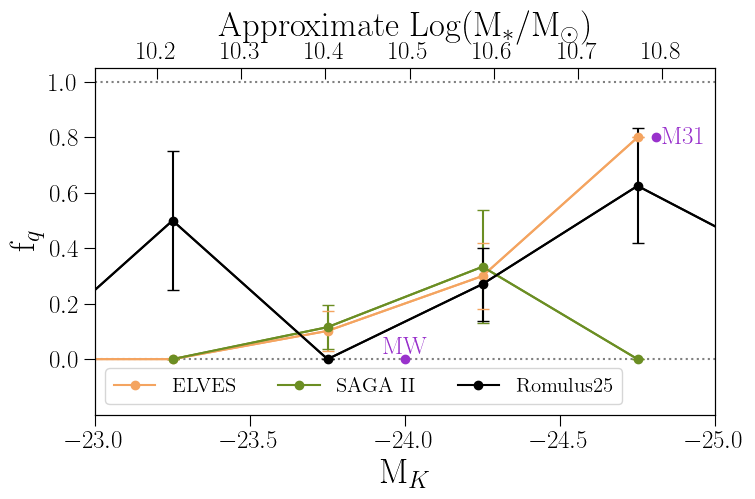 Approximate Log(M*/M⊙)
10.2 10.3 10.4 10.5 10.6 10.7 10.8
1.0
0.8
0.6
0.4
0.2
0.0
f_q
M31
MW
ELVES SAGA II Romulus25
−23.0 −23.5 −24.0 −24.5 −25.0
M_K